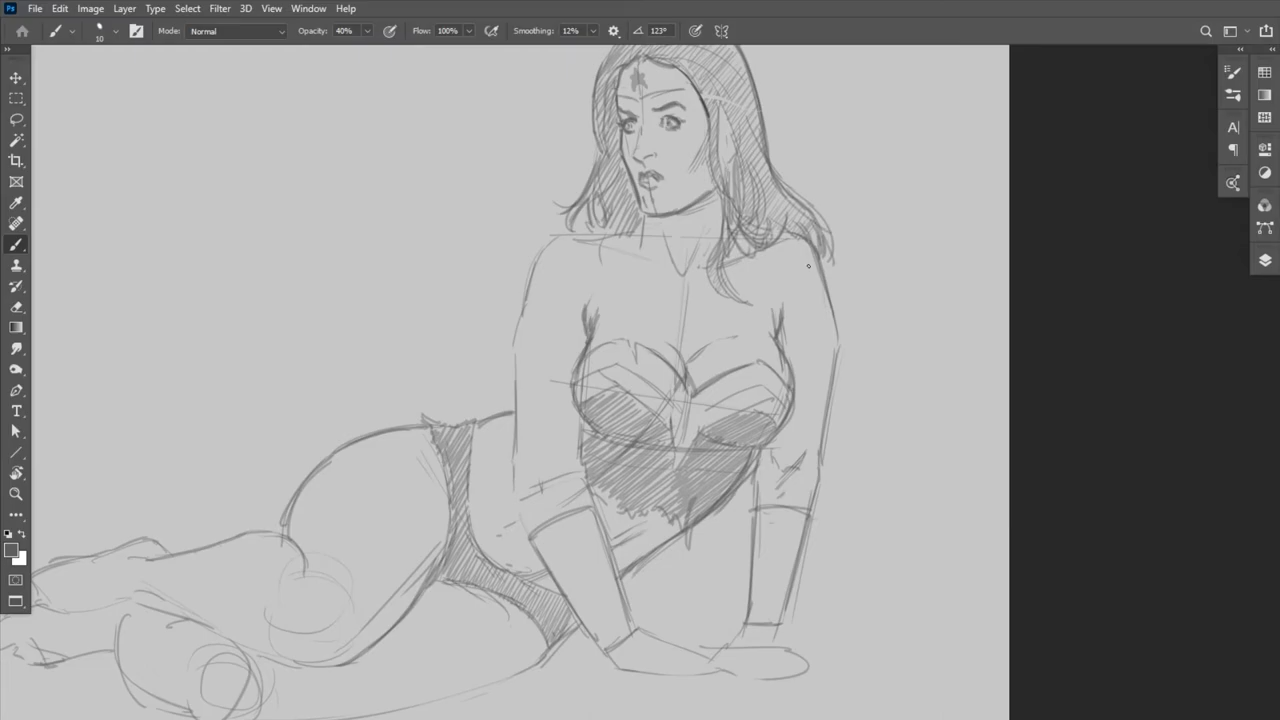 Ps File Edit Image Layer Type Select Filter 3D View Window Help
10 Mode: Normal Opacity: 40% Flow: 100% Smoothing: 12% 123°